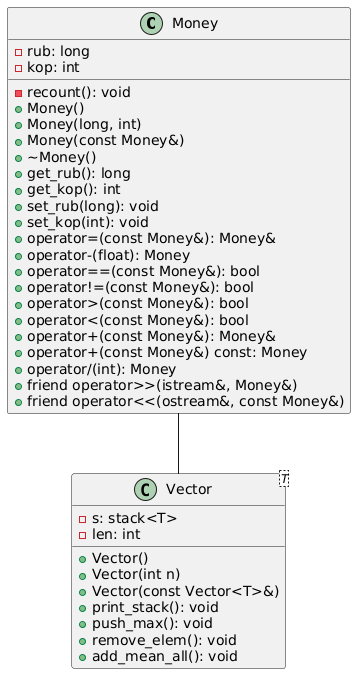 C Money
rub: long
kop: int
recount(): void
Money()
Money(long, int)
Money(const Money&)
~Money()
get_rub(): long
get_kop(): int
set_rub(long): void
set_kop(int): void
operator=(const Money&): Money&
operator-(float): Money
operator==(const Money&): bool
operator!=(const Money&): bool
operator>(const Money&): bool
operator<(const Money&): bool
operator+(const Money&): Money&
operator+(const Money&) const: Money
operator/(int): Money
friend operator>>(istream&, Money&)
friend operator<<(ostream&, const Money&)
C Vector T
s: stack<T>
len: int
Vector()
Vector(int n)
Vector(const Vector<T>&)
print_stack(): void
push_max(): void
remove_elem(): void
add_mean_all(): void